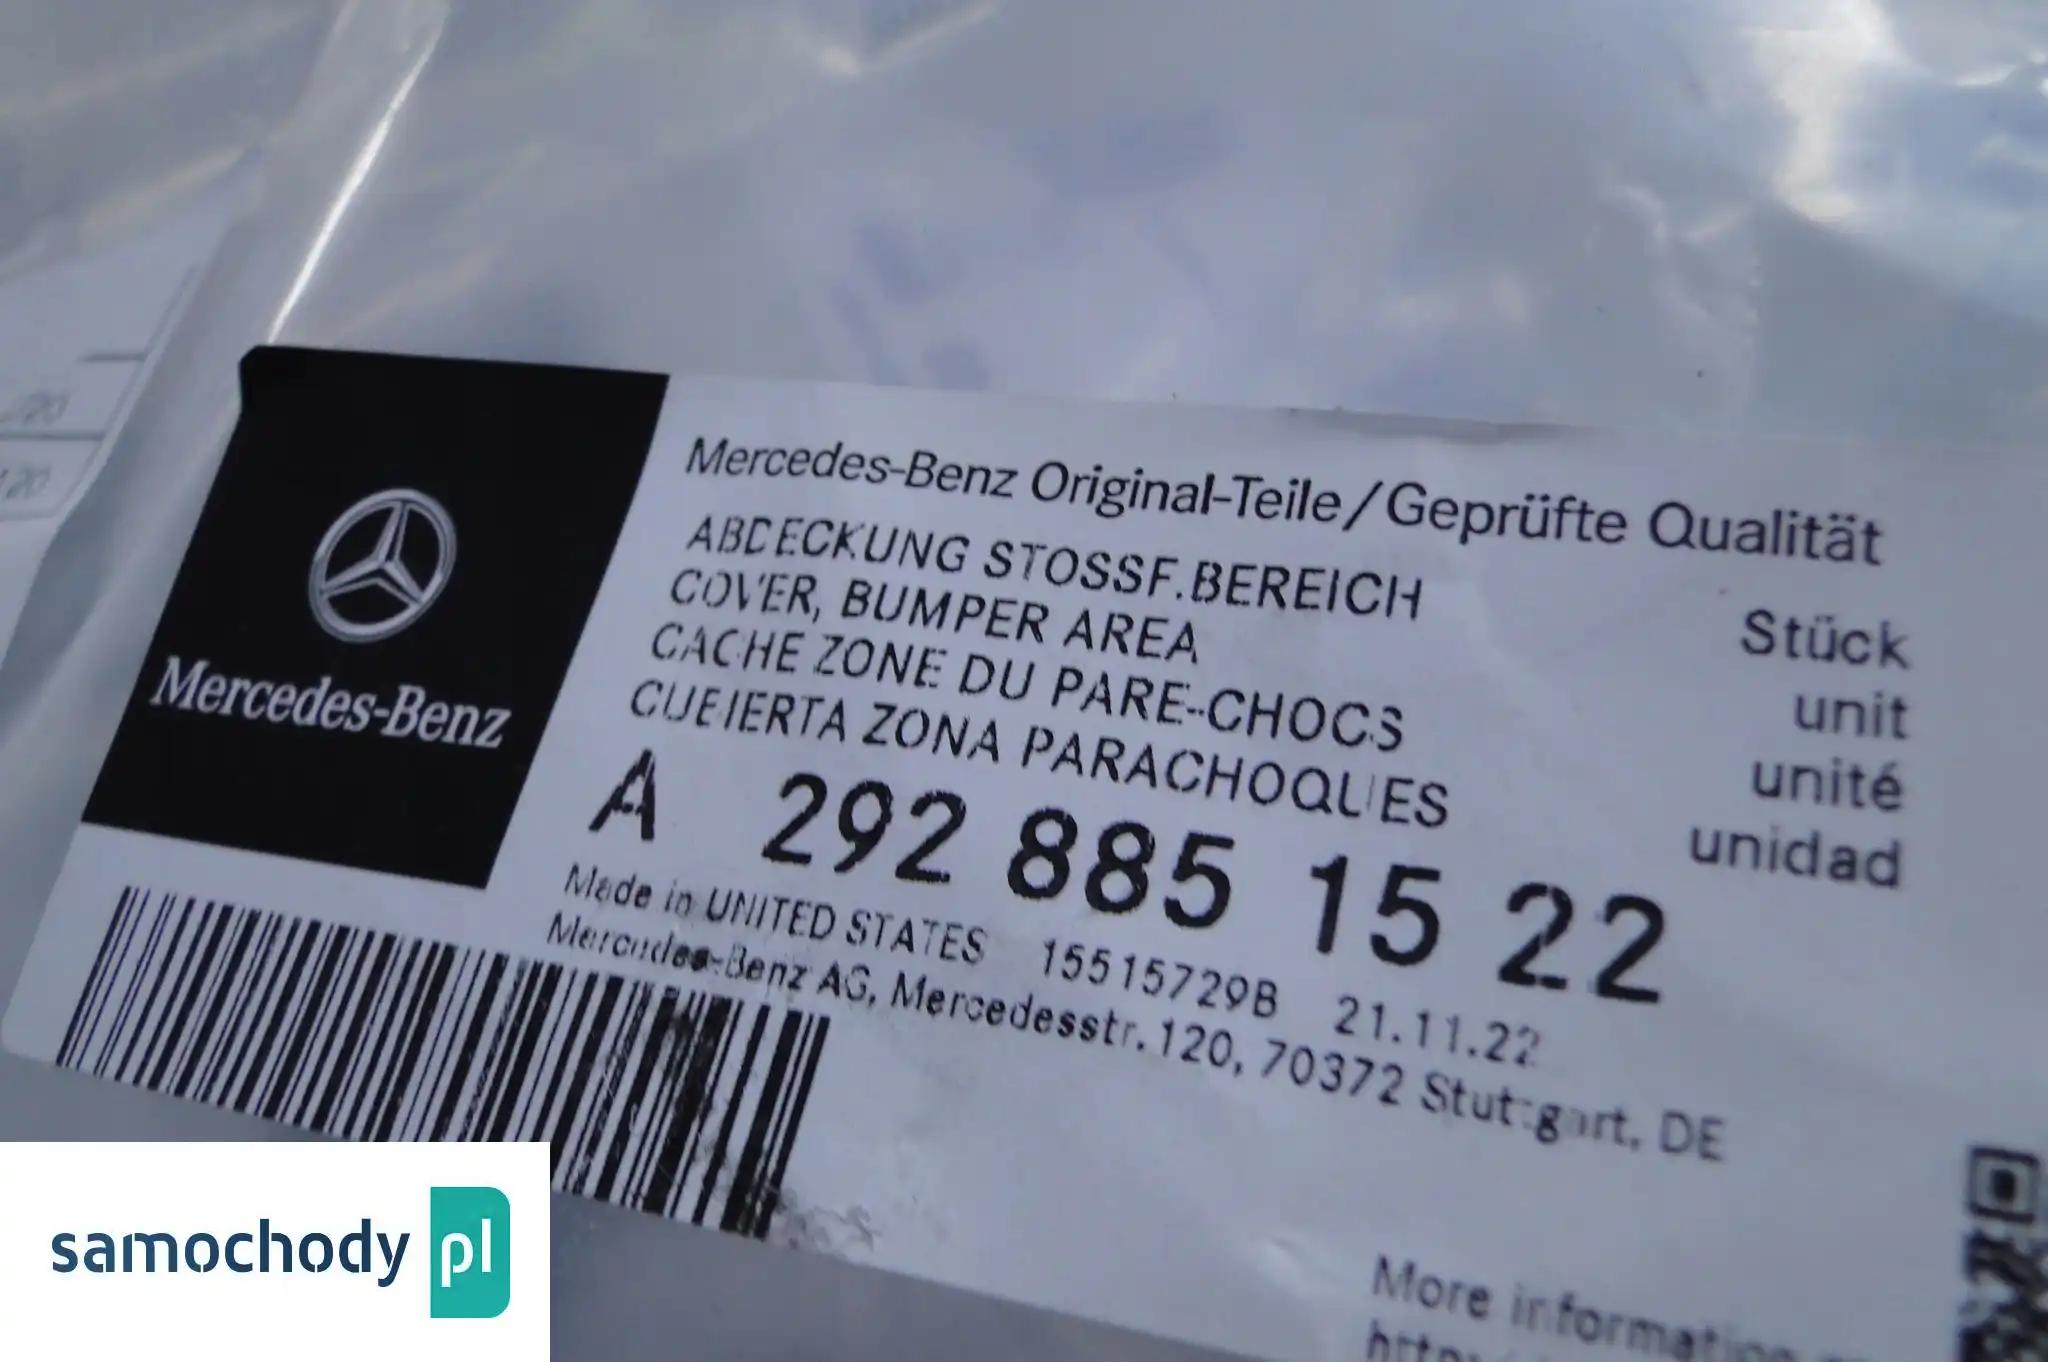 Mercedes-Benz
Mercedes-Benz Original-Teile/Geprüfte Qualität
ABDECKUNG STOSSF.BEREICH
COVER, BUMPER AREA
CACHE ZONE DU PARE-CHOCS
CUBIERTA ZONA PARACHOQUES
Stück
unit
unité
unidad
A 292 885 15 22
Made in UNITED STATES 15515729B 21.11.22
Mercedes-Benz AG, Mercedesstr. 120, 70372 Stuttgart, DE
More information
samochody pl